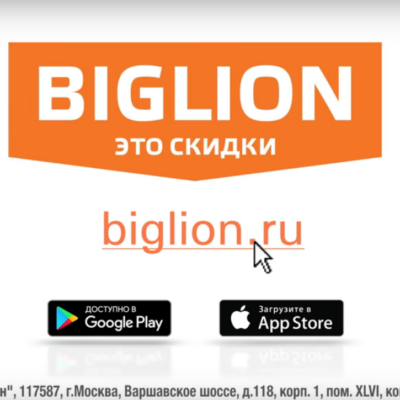 BIGLION
ЭТО СКИДКИ
biglion.ru
ДОСТУПНО В
Google Play
Загрузите в
App Store
117587, г.Москва, Варшавское шоссе, д.118, корп. 1, пом. XLVI,